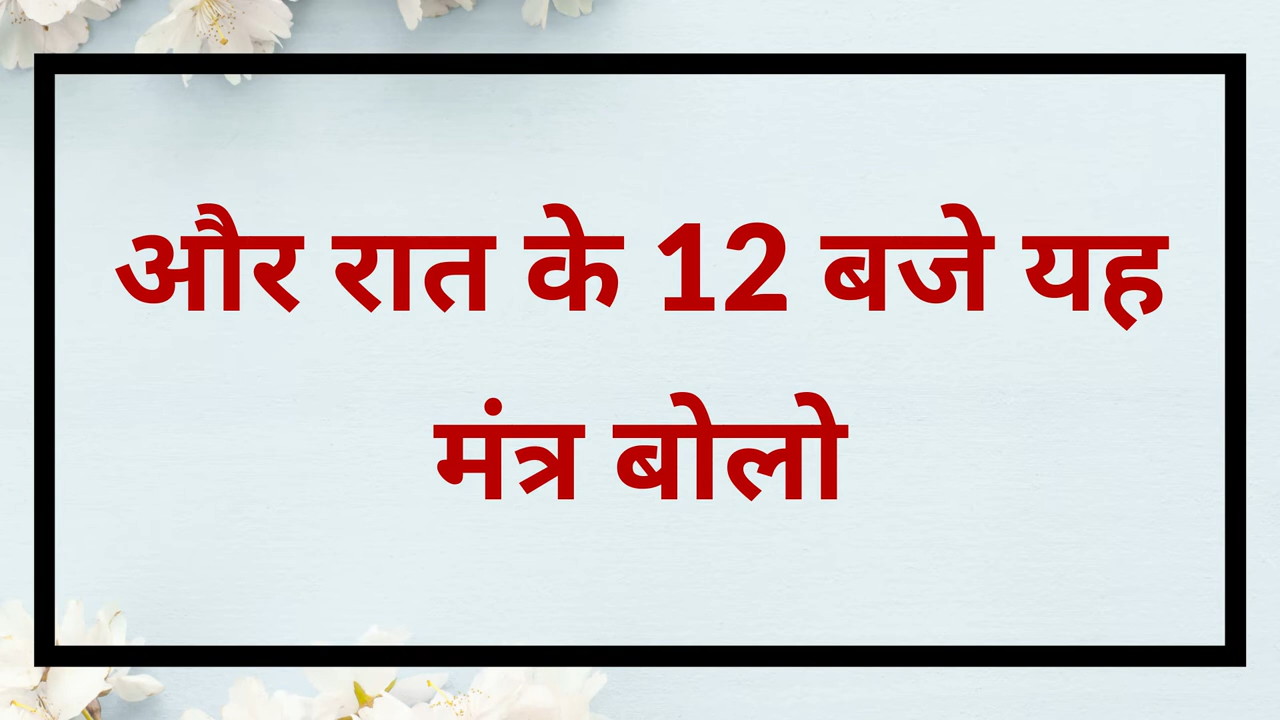 और रात के 12 बजे यह
मंत्र बोलो